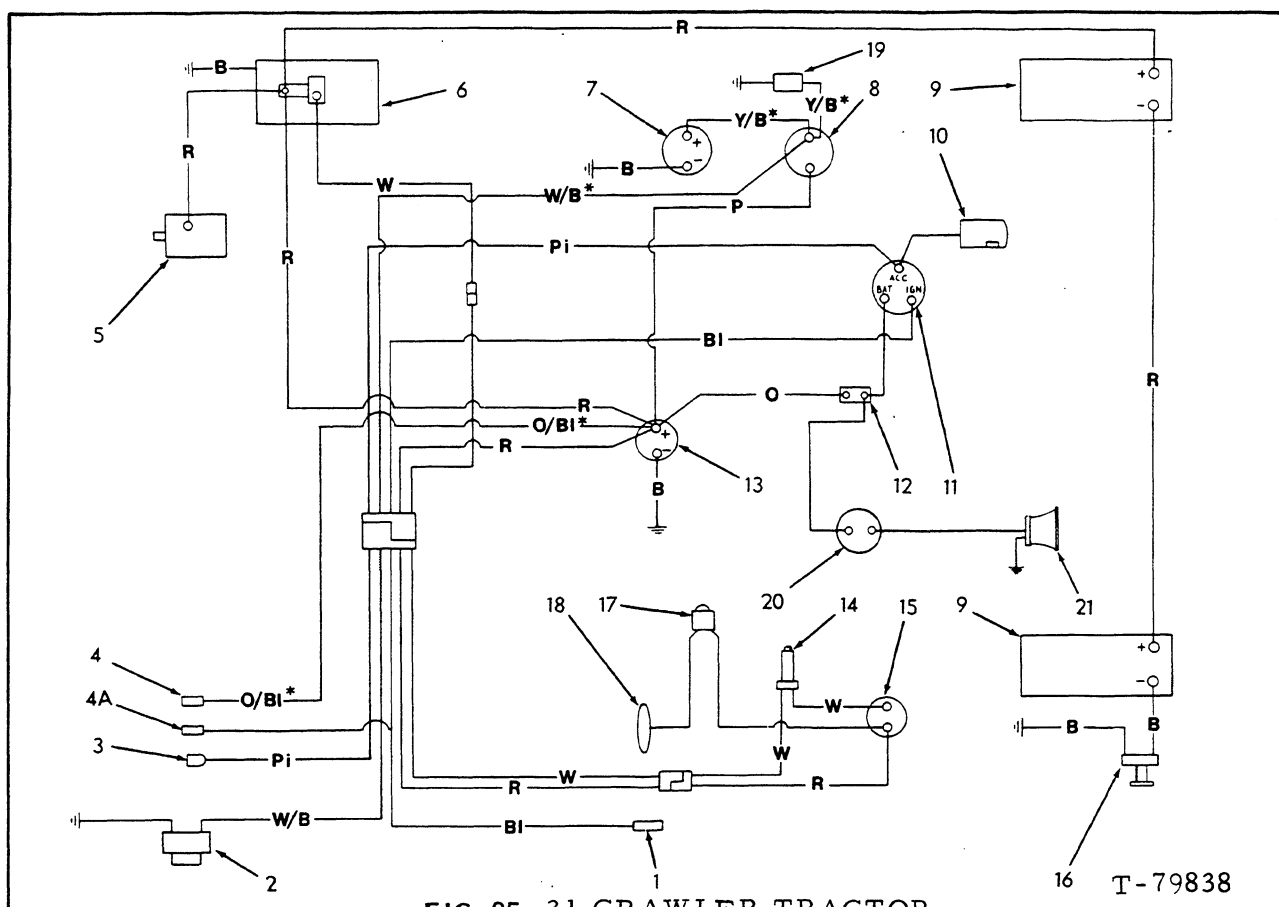 R
B
6
7
19
8
9
+
-
Y/B*
Y/B*
R
W
+
-
B
W/B*
10
P
5
Pi
ACC
BAT
IGN
R
Bl
11
R
R
O
O/Bl*
R
+
-
13
12
B
20
21
17
14
15
18
9
+
-
4
O/Bl*
4A
W
B
B
3
Pi
W
W
R
R
W/B
Bl
2
1
16
T-79838
31 CRAWLER TRACTOR